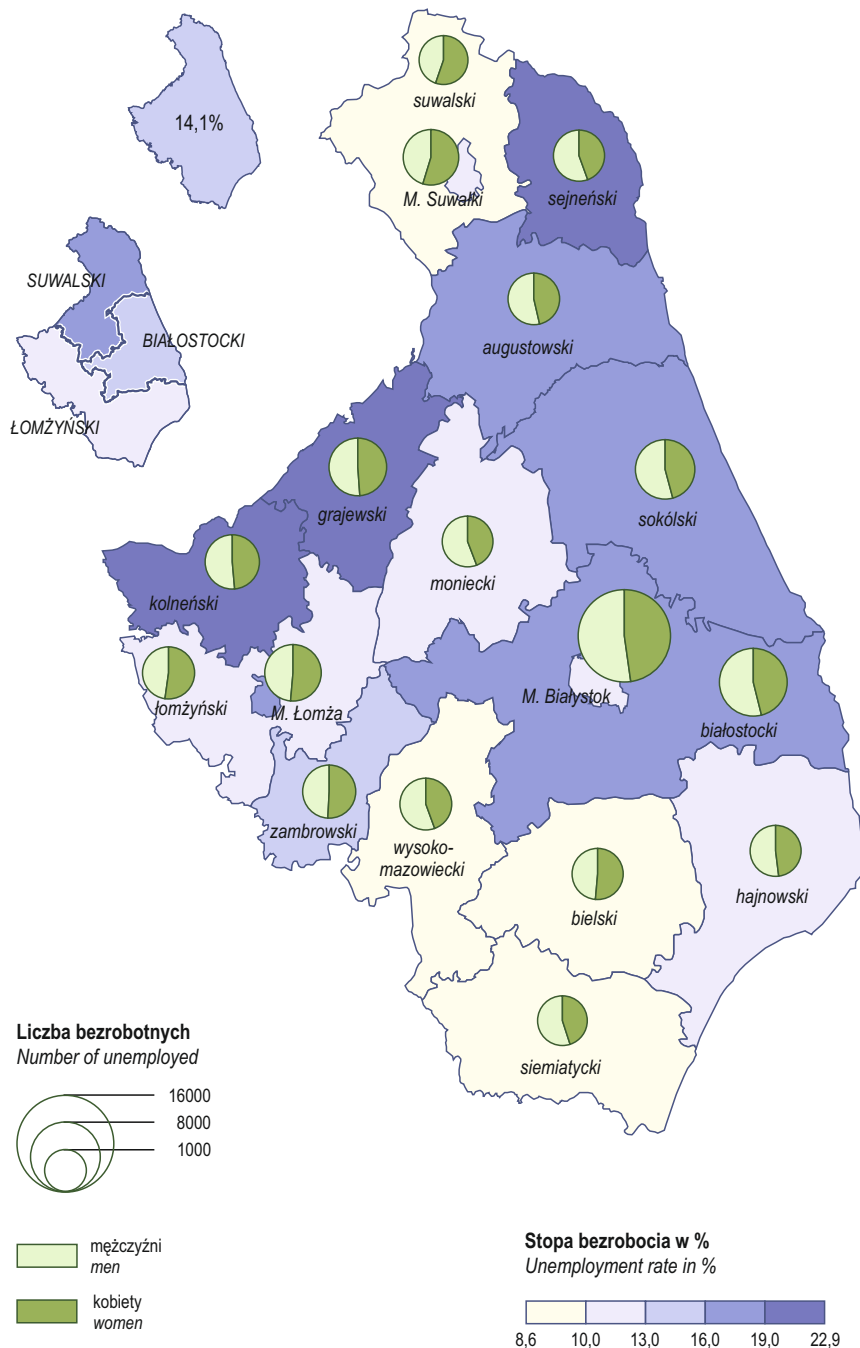 14,1%
suwalski
M. Suwałki
sejneński
SUWALSKI
BIAŁOSTOCKI
ŁOMŻYŃSKI
augustowski
grajewski
sokólski
moniecki
kolneński
łomżyński
M. Łomża
M. Białystok
białostocki
zambrowski
wysoko-
mazowiecki
bielski
hajnowski
siemiatycki
Liczba bezrobotnych
Number of unemployed
16000
8000
1000
mężczyźni
men
kobiety
women
Stopa bezrobocia w %
Unemployment rate in %
8,6 10,0 13,0 16,0 19,0 22,9